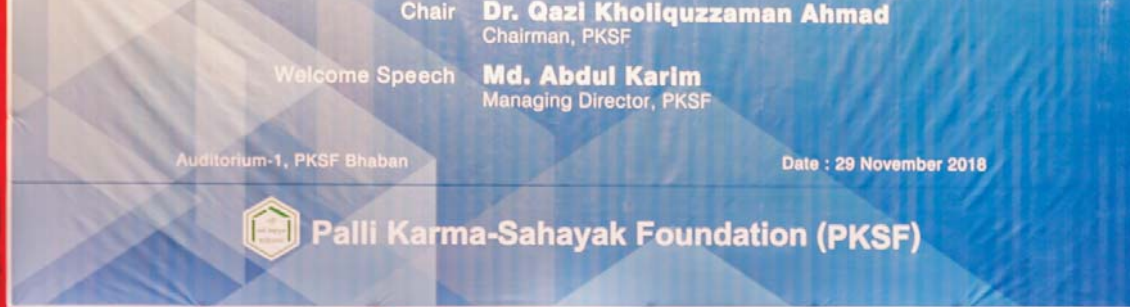 Chair Dr. Qazi Kholiquzzaman Ahmad
Chairman, PKSF
Welcome Speech Md. Abdul Karim
Managing Director, PKSF
Auditorium-1, PKSF Bhaban Date : 29 November 2018
Palli Karma-Sahayak Foundation (PKSF)